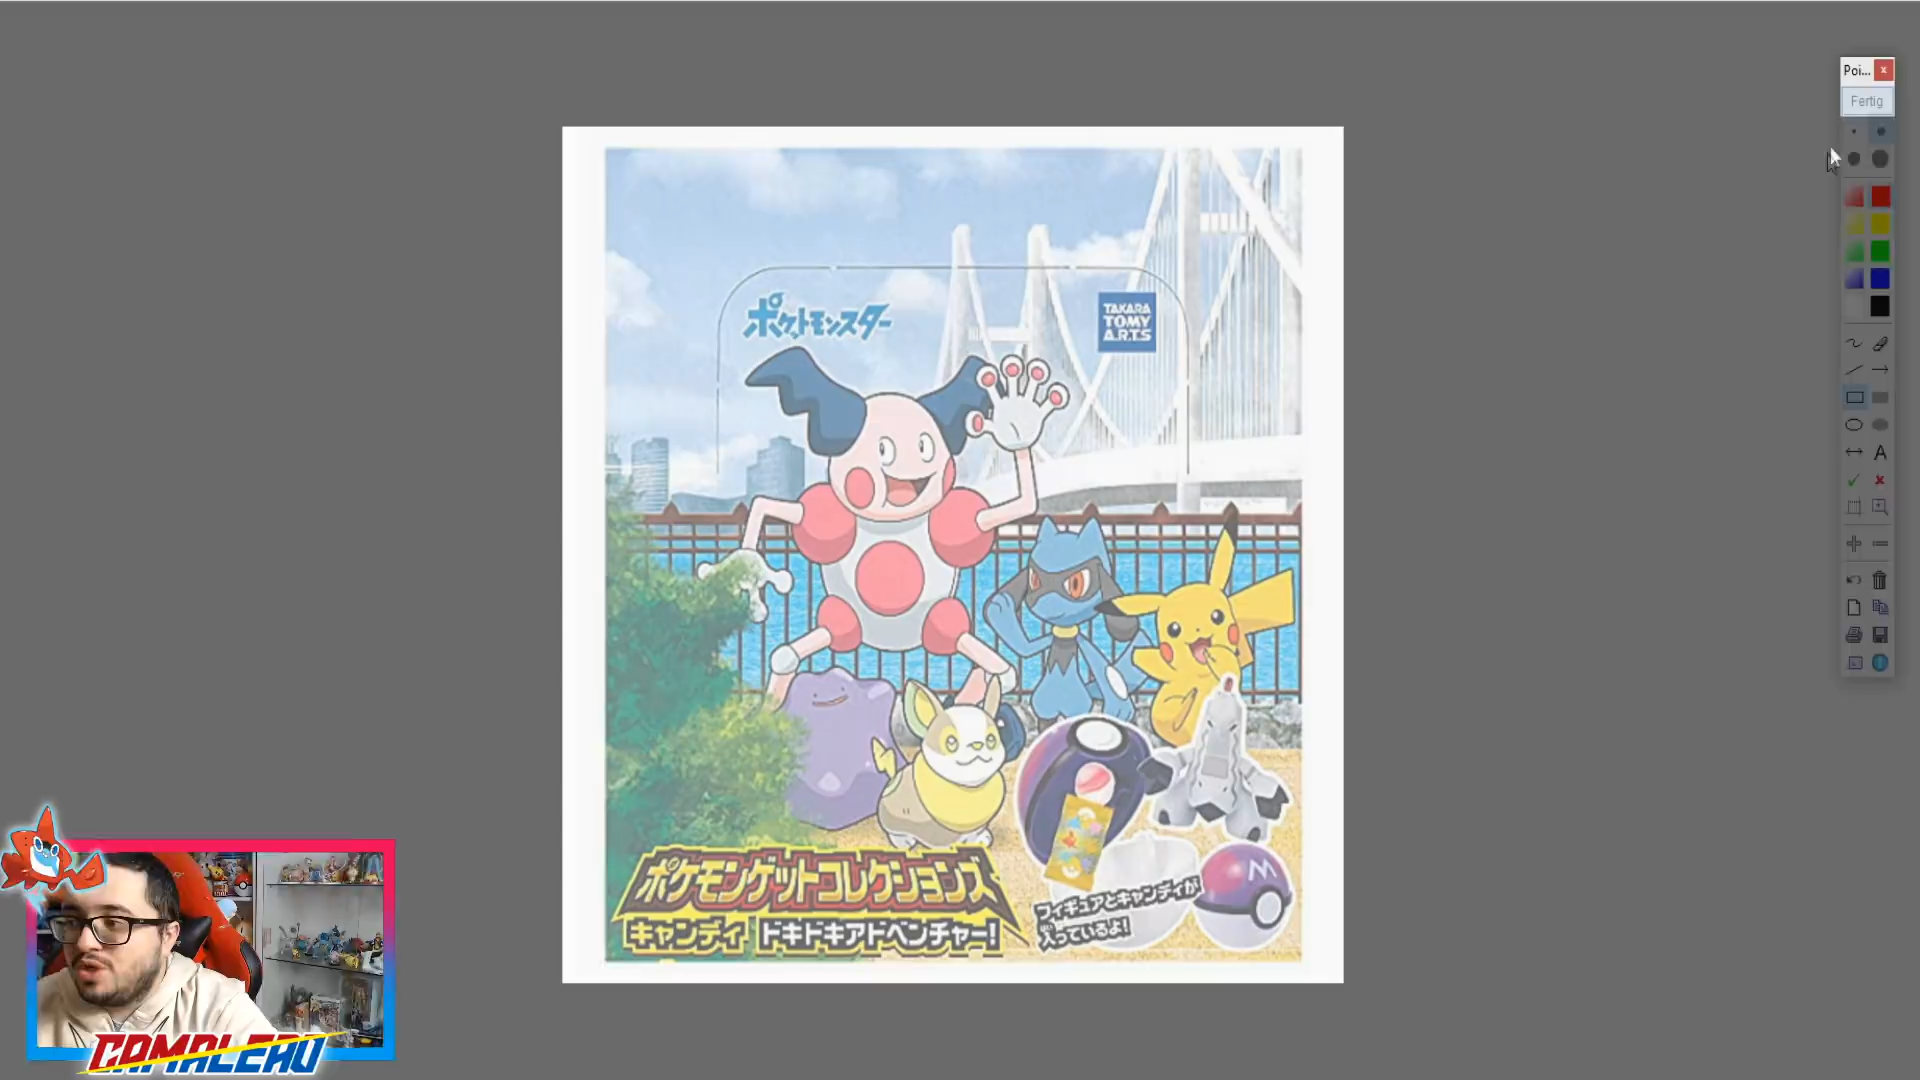 Poi...
Fertig
ポケットモンスター
TAKARA
TOMY
A.R.T.S
A
M
ポケモンゲットコレクションズ
キャンディ ドキドキアドベンチャー!
フィギュアとキャンディが
入っているよ!
CAMALEAO